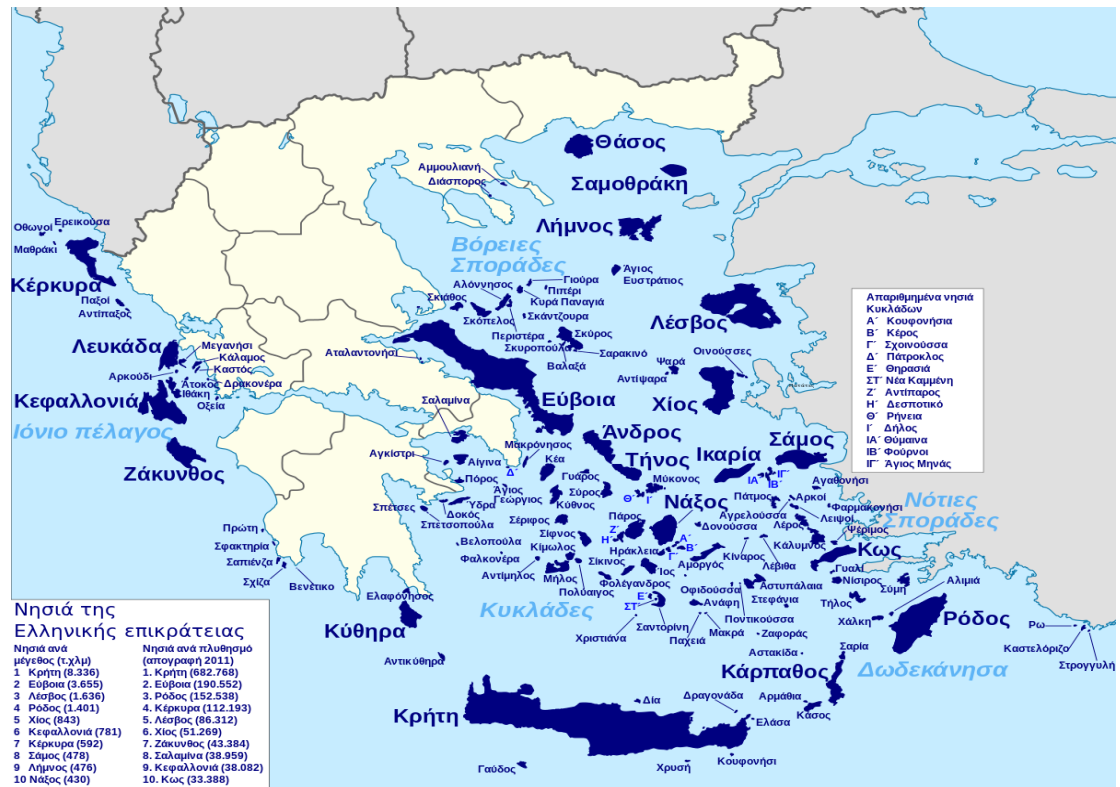 Θάσος
Σαμοθράκη
Αμμουλιανή
Διάσπορος
Λήμνος
Οθωνοί
Ερεικούσα
Μαθράκι
Κέρκυρα
Παξοί
Αντίπαξος
Βόρειες
Σποράδες
Άγιος
Ευστράτιος
Γιούρα
Πιπέρι
Κυρά Παναγιά
Αλόννησος
Σκιάθος
Σκόπελος
Σκάντζουρα
Περιστέρα
Σκύρος
Σκυροπούλα
Σαρακινό
Βαλαξά
Λέσβος
Λευκάδα
Μεγανήσι
Κάλαμος
Καστός
Αρκούδι
Άτοκος
Δρακονέρα
Ιθάκη
Οξεία
Κεφαλλονιά
Ιόνιο πέλαγος
Ζάκυνθος
Αταλαντονήσι
Εύβοια
Ψαρά
Αντίψαρα
Οινούσσες
Χίος
Απαριθμημένα νησιά
Κυκλάδων
Α΄ Κουφονήσια
Β΄ Κέρος
Γ΄ Σχοινούσσα
Δ΄ Πάτροκλος
Ε΄ Θηρασιά
ΣΤ΄ Νέα Καμμένη
Ζ΄ Αντίπαρος
Η΄ Δεσποτικό
Θ΄ Ρήνεια
Ι΄ Δήλος
ΙΑ΄ Θύμαινα
ΙΒ΄ Φούρνοι
ΙΓ΄ Άγιος Μηνάς
Σαλαμίνα
Αγκίστρι
Αίγινα
Πόρος
Μακρόνησος
Κέα
Δ΄
Άγιος
Γεώργιος
Ύδρα
Δοκός
Σπέτσες
Σπετσοπούλα
Άνδρος
Τήνος
Γυάρος
Σύρος
Κύθνος
Μύκονος
Θ΄
Ι΄
Ικαρία
Σάμος
ΙΑ΄
ΙΒ΄
ΙΓ΄
Αγαθονήσι
Νότιες
Σποράδες
Πάτμος
Αρκοί
Φαρμακονήσι
Αγρελούσσα
Λειψοί
Λέρος
Ψέριμος
Κάλυμνος
Κως
Νάξος
Πάρος
Δονούσσα
Ζ΄
Η΄
Α΄
Β΄
Γ΄
Ηράκλεια
Αμοργός
Κίναρος
Λέβιθα
Σέριφος
Σίφνος
Κίμωλος
Βελοπούλα
Φαλκονέρα
Αντίμηλος
Μήλος
Πολύαιγος
Σίκινος
Φολέγανδρος
Ίος
Κυκλάδες
Ε΄
ΣΤ΄
Χριστιάνα
Σαντορίνη
Οφιδούσσα
Ανάφη
Μακρά
Παχειά
Ποντικούσσα
Αστυπάλαια
Στεφάνια
Ζαφοράς
Αστακίδα
Γυαλί
Νίσυρος
Σύμη
Τήλος
Χάλκη
Αλιμιά
Ρόδος
Ρω
Καστελόριζο
Στρογγυλή
Δωδεκάνησα
Σαρία
Κάρπαθος
Αρμάθια
Κάσος
Πρώτη
Σφακτηρία
Σαπιέντζα
Σχίζα
Βενέτικο
Ελαφόνησος
Κύθηρα
Αντικύθηρα
Κρήτη
Δία
Δραγονάδα
Ελάσα
Κουφονήσι
Χρυσή
Γαύδος
Νησιά της
Ελληνικής επικράτειας
Νησιά ανά
μέγεθος (τ.χλμ)
1 Κρήτη (8.336)
2 Εύβοια (3.655)
3 Λέσβος (1.636)
4 Ρόδος (1.401)
5 Χίος (843)
6 Κεφαλλονιά (781)
7 Κέρκυρα (592)
8 Σάμος (478)
9 Λήμνος (476)
10 Νάξος (430)
Νησιά ανά πλυθησμό
(απογραφή 2011)
1. Κρήτη (682.768)
2. Εύβοια (190.552)
3. Ρόδος (152.538)
4. Κέρκυρα (112.193)
5. Λέσβος (86.312)
6. Χίος (51.269)
7. Ζάκυνθος (43.384)
8. Σαλαμίνα (38.959)
9. Κεφαλλονιά (38.082)
10. Κως (33.388)